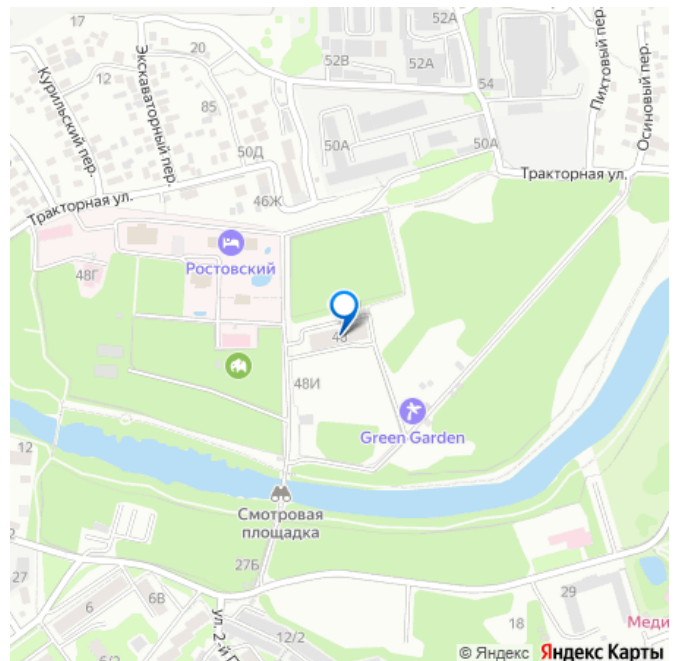 17
20
52А
52В
52А
54
Пихтовый пер.
Осиновый пер.
Курильский пер.
12
Экскаваторный пер.
85
50Д
50А
50А
Тракторная ул.
Тракторная ул.
46Ж
Ростовский
48Г
48
48И
Green Garden
12
Смотровая
площадка
27Б
27
6
6В
29
18
12/2
Меди
ул. 2-й П
6/2
© Яндекс Яндекс Карты